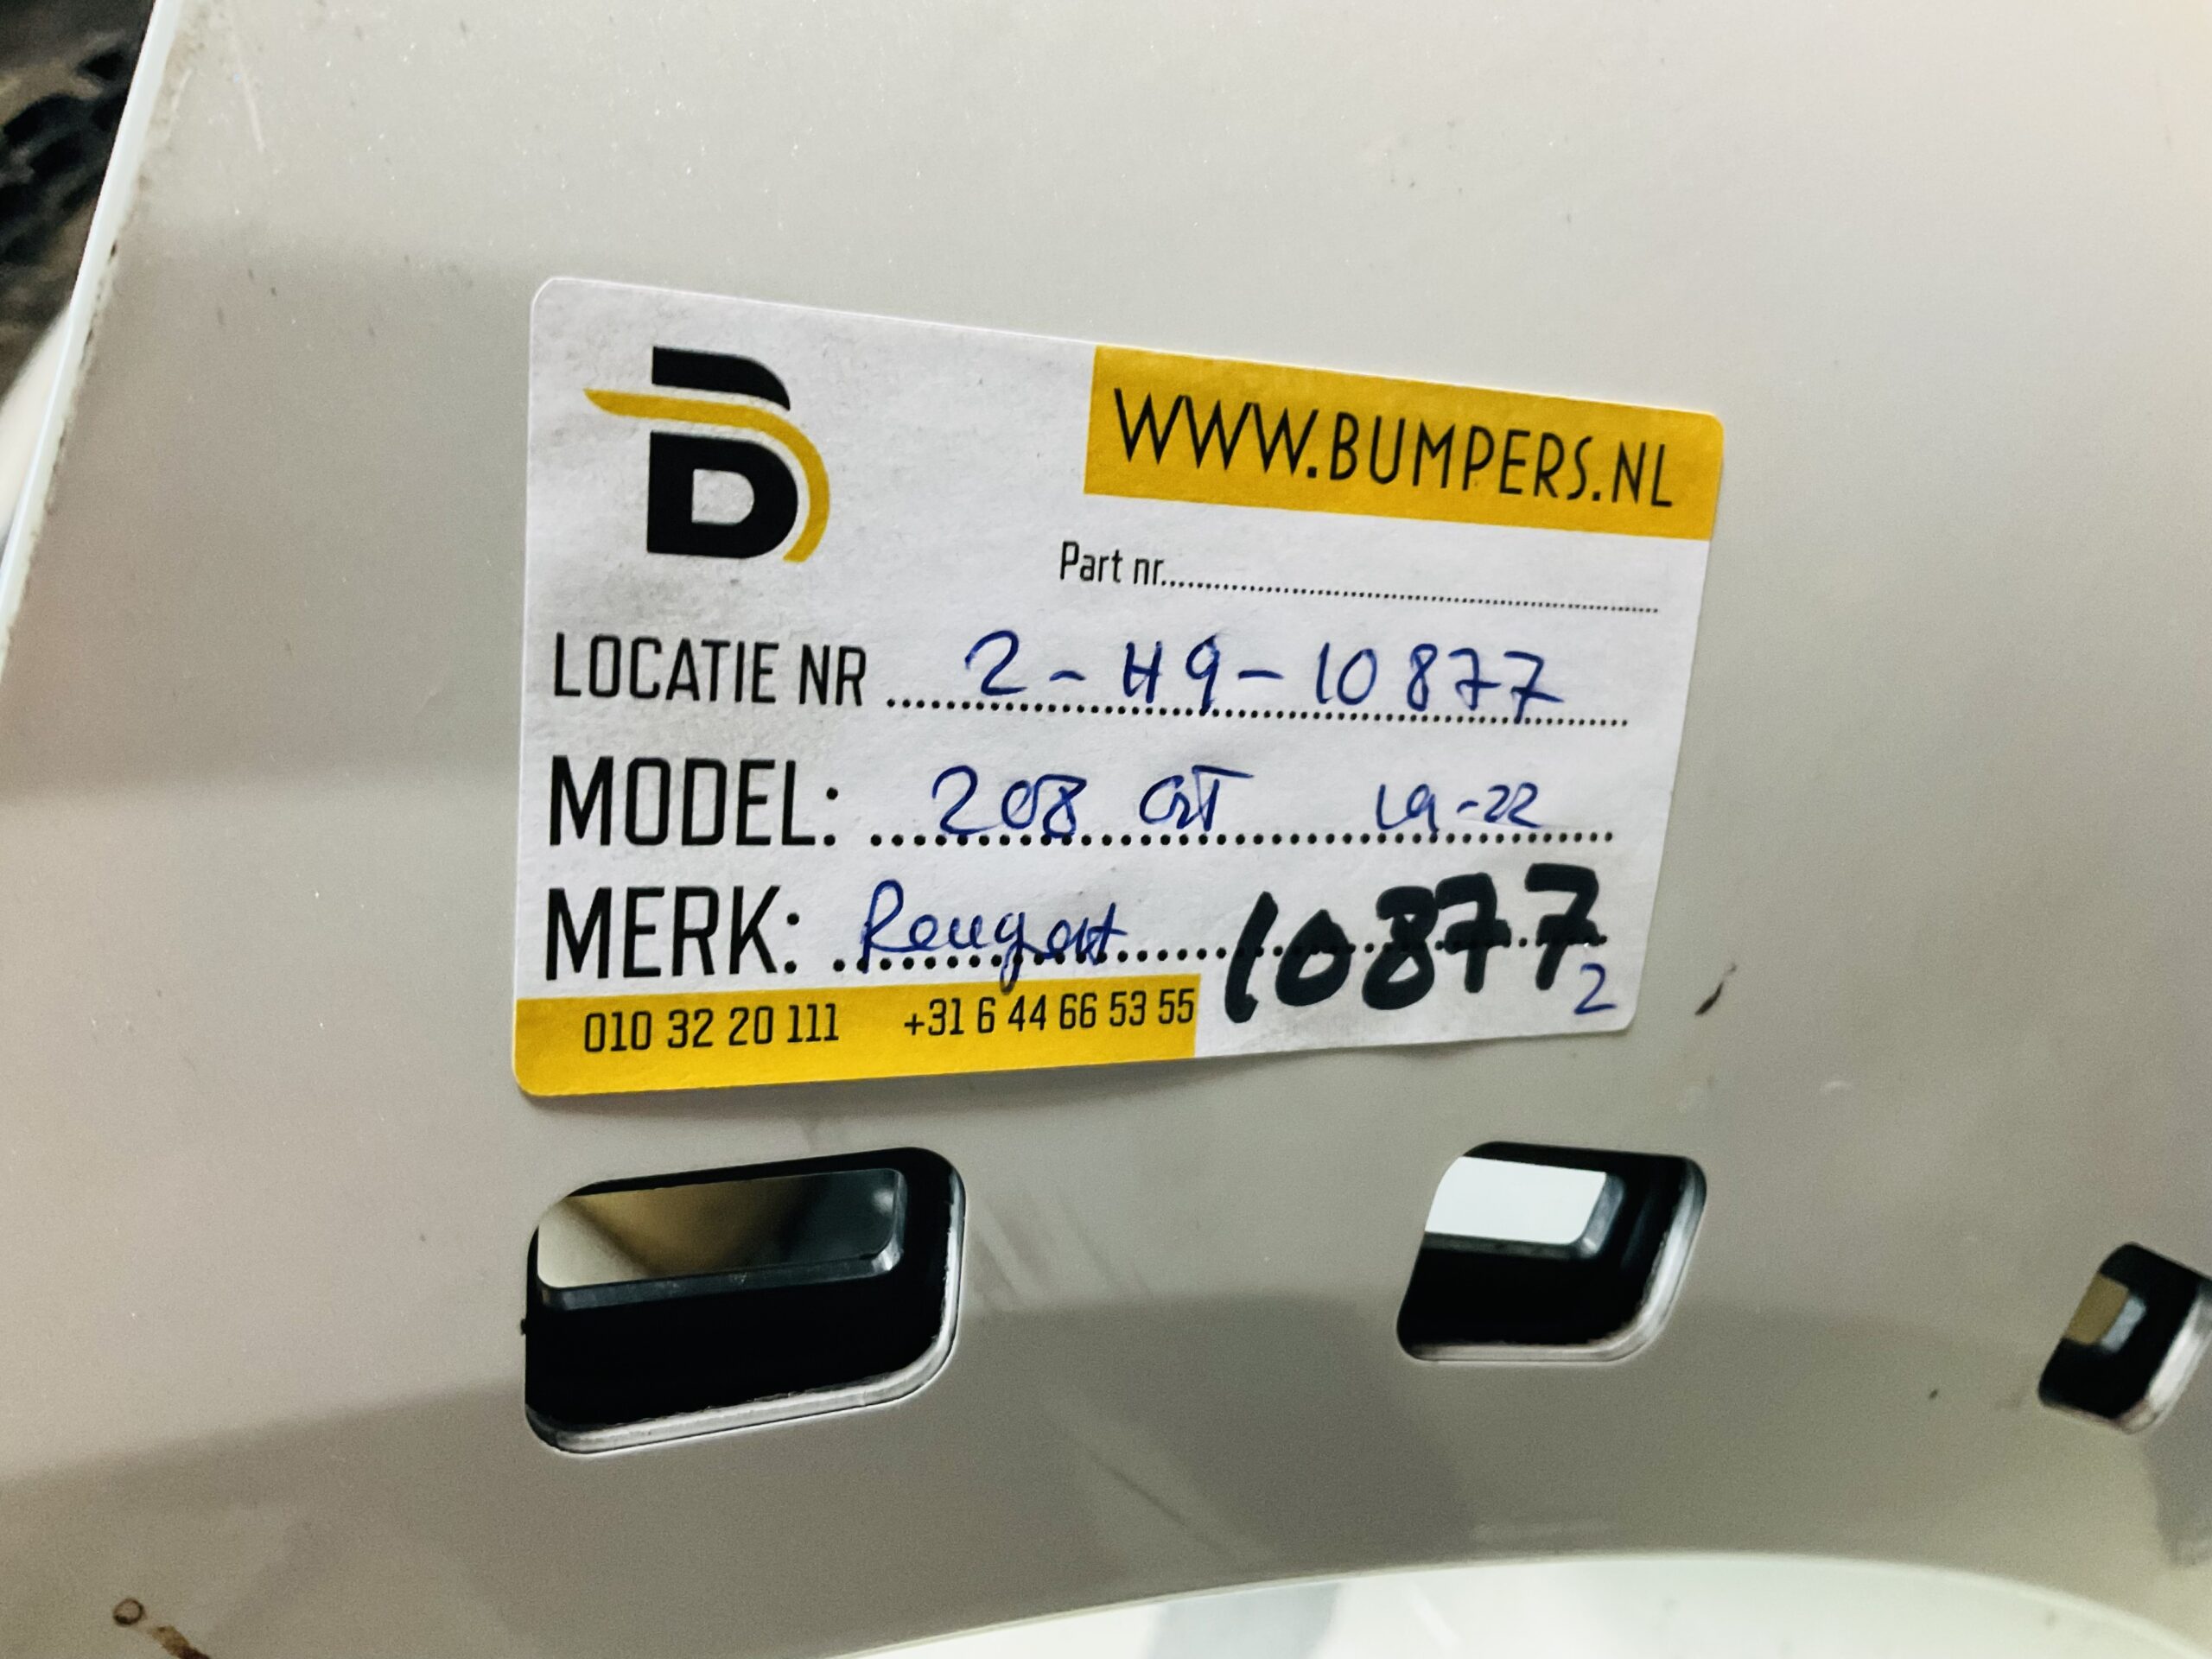 WWW.BUMPERS.NL
Part nr.
LOCATIE NR 2-H9-10877
MODEL: 208 GT 19-22
MERK: Peugeot 10877
2
010 32 20 111 +31 6 44 66 53 55